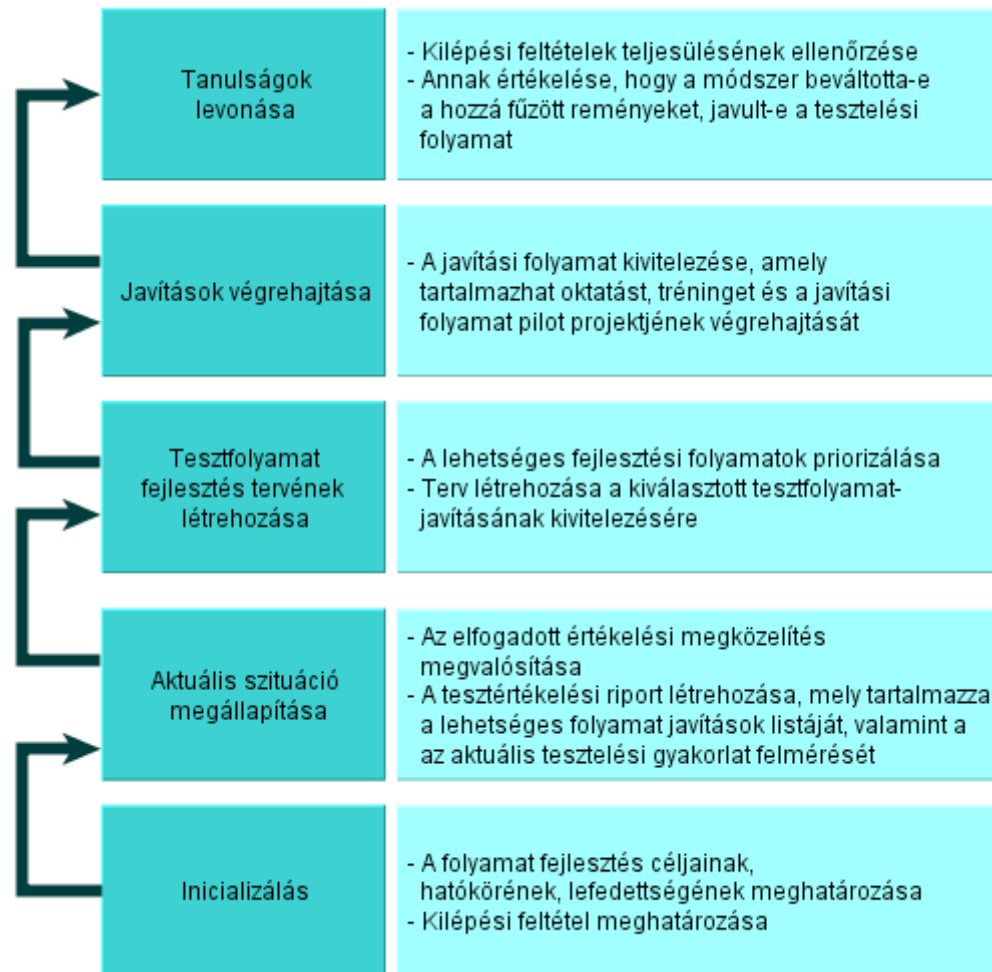 Tanulságok
levonása
- Kilépési feltételek teljesülésének ellenőrzése
- Annak értékelése, hogy a módszer beváltotta-e
a hozzá fűzött reményeket, javult-e a tesztelési
folyamat
Javítások végrehajtása
- A javítási folyamat kivitelezése, amely
tartalmazhat oktatást, tréninget és a javítási
folyamat pilot projektjének végrehajtását
Tesztfolyamat
fejlesztés tervének
létrehozása
- A lehetséges fejlesztési folyamatok priorizálása
- Terv létrehozása a kiválasztott tesztfolyamat-
javításának kivitelezésére
Aktuális szituáció
megállapítása
- Az elfogadott értékelési megközelítés
megvalósítása
- A tesztértékelési riport létrehozása, mely tartalmazza
a lehetséges folyamat javítások listáját, valamint a
az aktuális tesztelési gyakorlat felmérését
Inicializálás
- A folyamat fejlesztés céljainak,
hatókörének, lefedettségének meghatározása
- Kilépési feltétel meghatározása